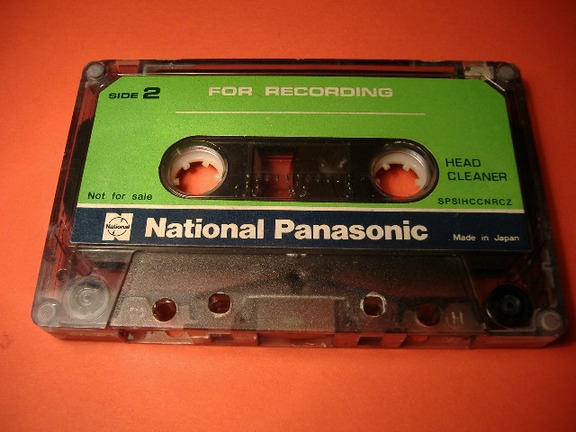 SIDE 2
FOR RECORDING
HEAD
CLEANER
Not for sale
SPSIHCCNRCZ
National
National Panasonic
Made in Japan